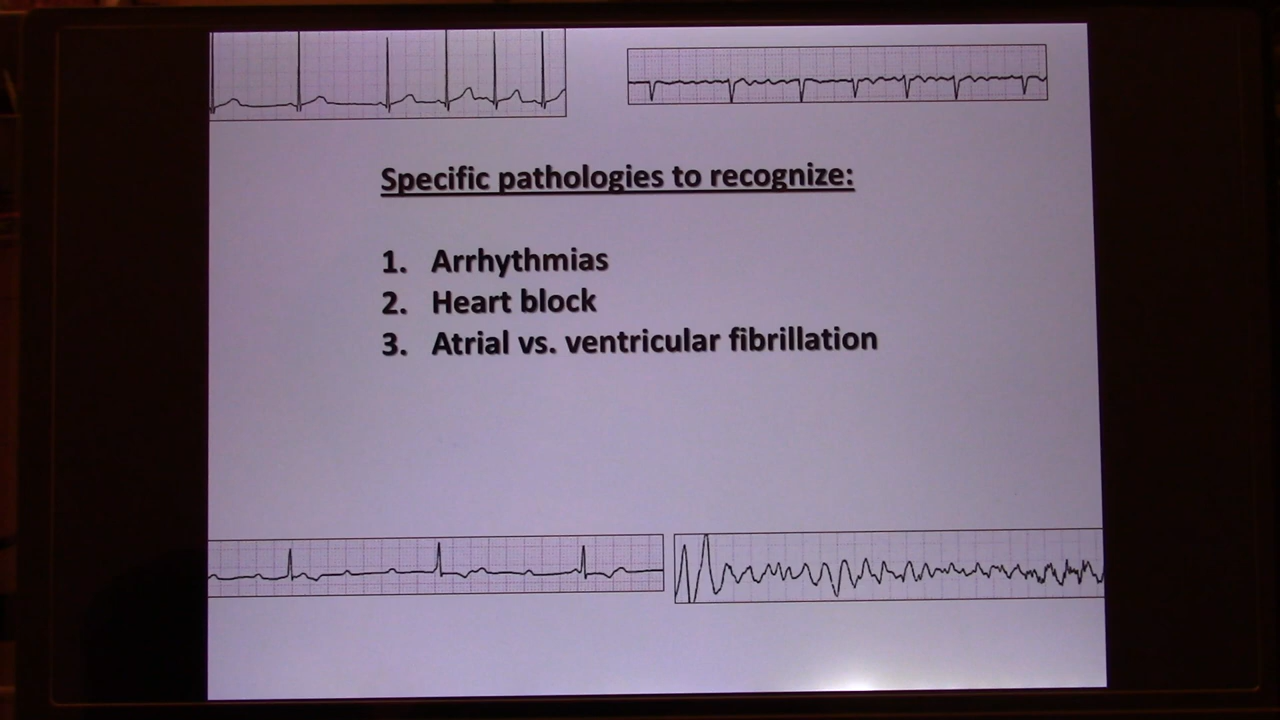 Specific pathologies to recognize:
1. Arrhythmias
2. Heart block
3. Atrial vs. ventricular fibrillation